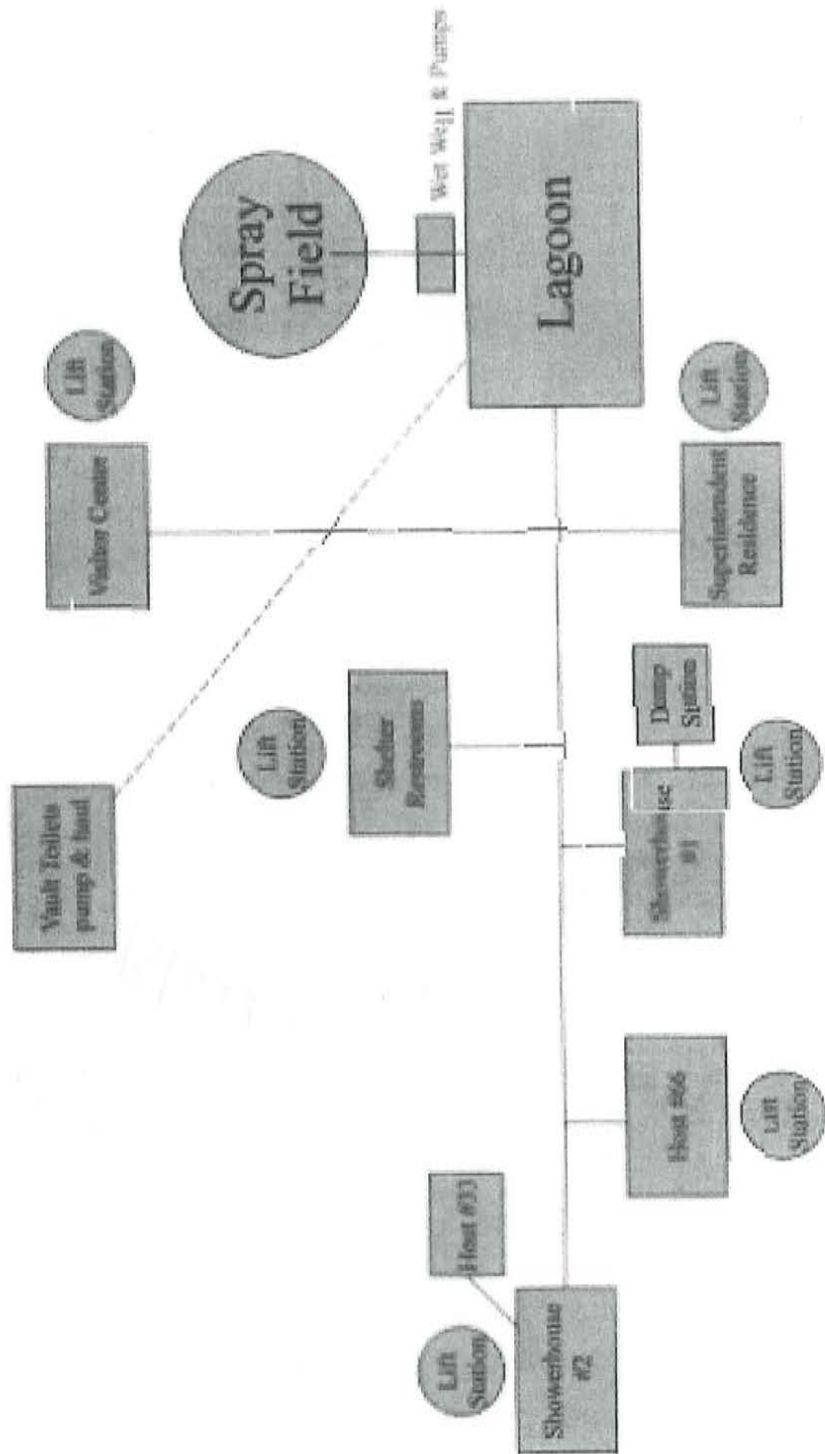 Vault Toilets
pump & haul
Visitor Center
Lift
Station
Spray
Field
Wet Well & Pumps
Lagoon
Lift
Station
Shelter
Restrooms
Lift
Station
Superintendent
Residence
Dump
Station
Showerhouse
#1
Lift
Station
Host #66
Lift
Station
Host #33
Lift
Station
Showerhouse
#2
Lift
Station